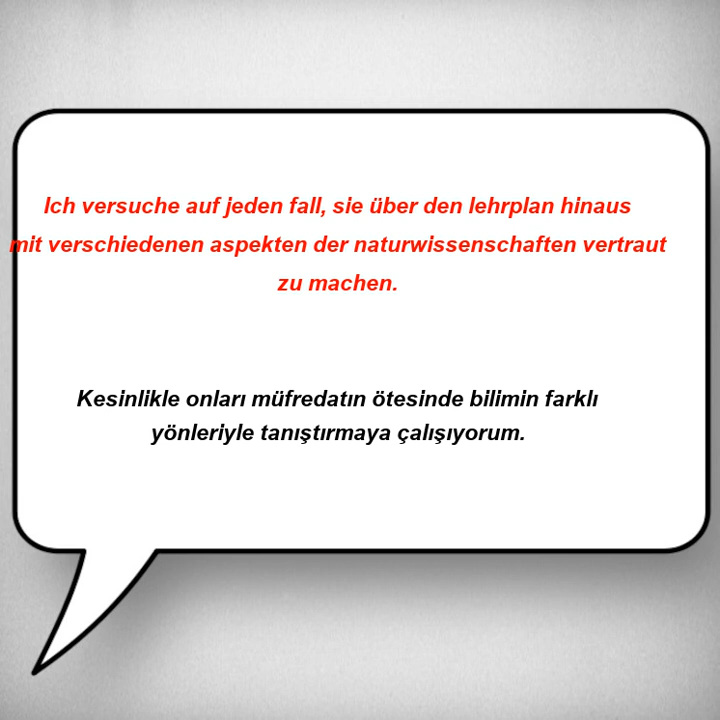 Ich versuche auf jeden fall, sie über den lehrplan hinaus
mit verschiedenen aspekten der naturwissenschaften vertraut
zu machen.
Kesinlikle onları müfredatın ötesinde bilimin farklı
yönleriyle tanıştırmaya çalışıyorum.